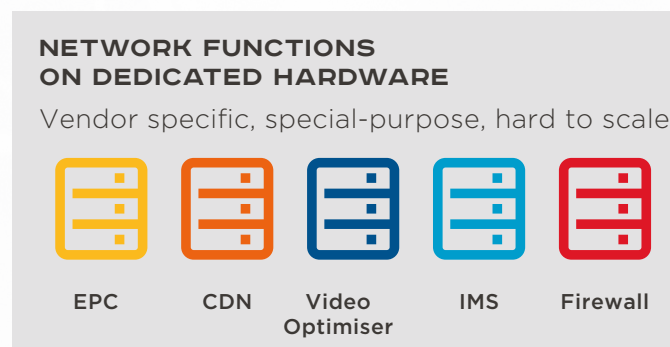 NETWORK FUNCTIONS
ON DEDICATED HARDWARE
Vendor specific, special-purpose, hard to scale
EPC
CDN
Video
Optimiser
IMS
Firewall